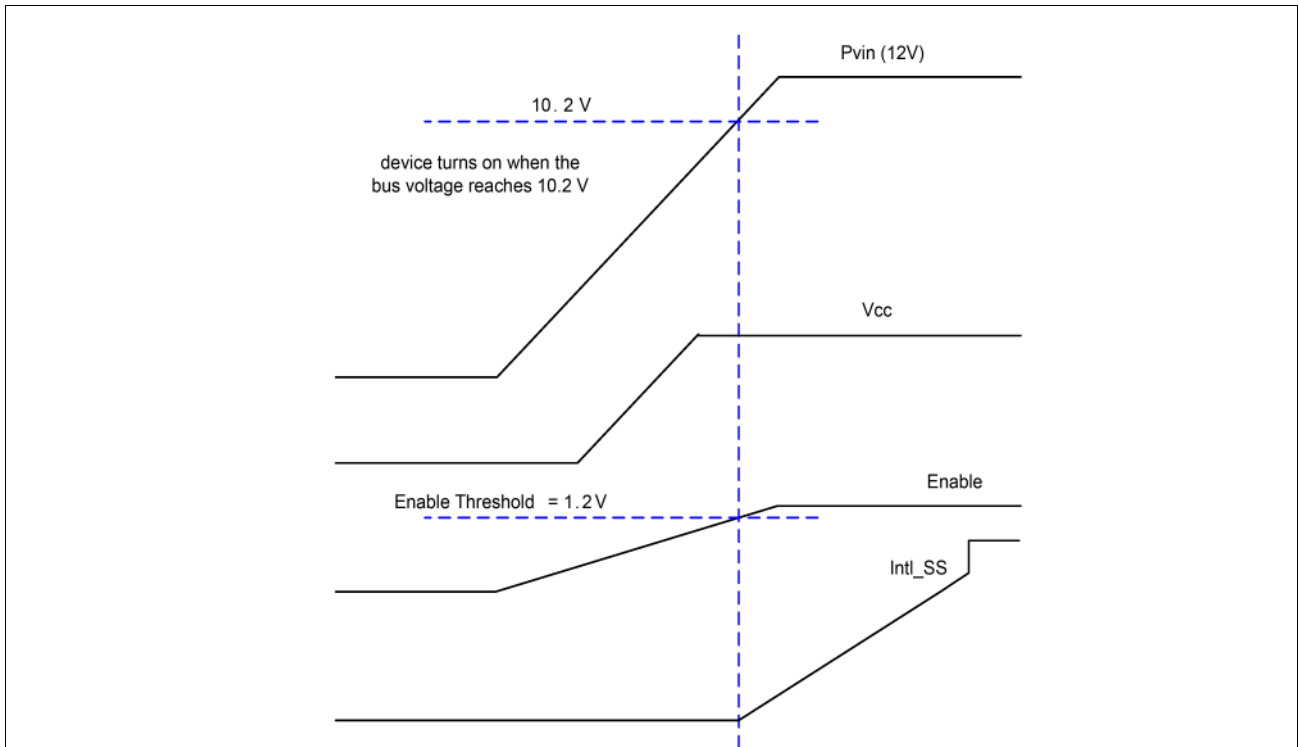 Pvin (12V)
10. 2 V
device turns on when the
bus voltage reaches 10.2 V
Vcc
Enable
Enable Threshold = 1.2V
Intl_SS